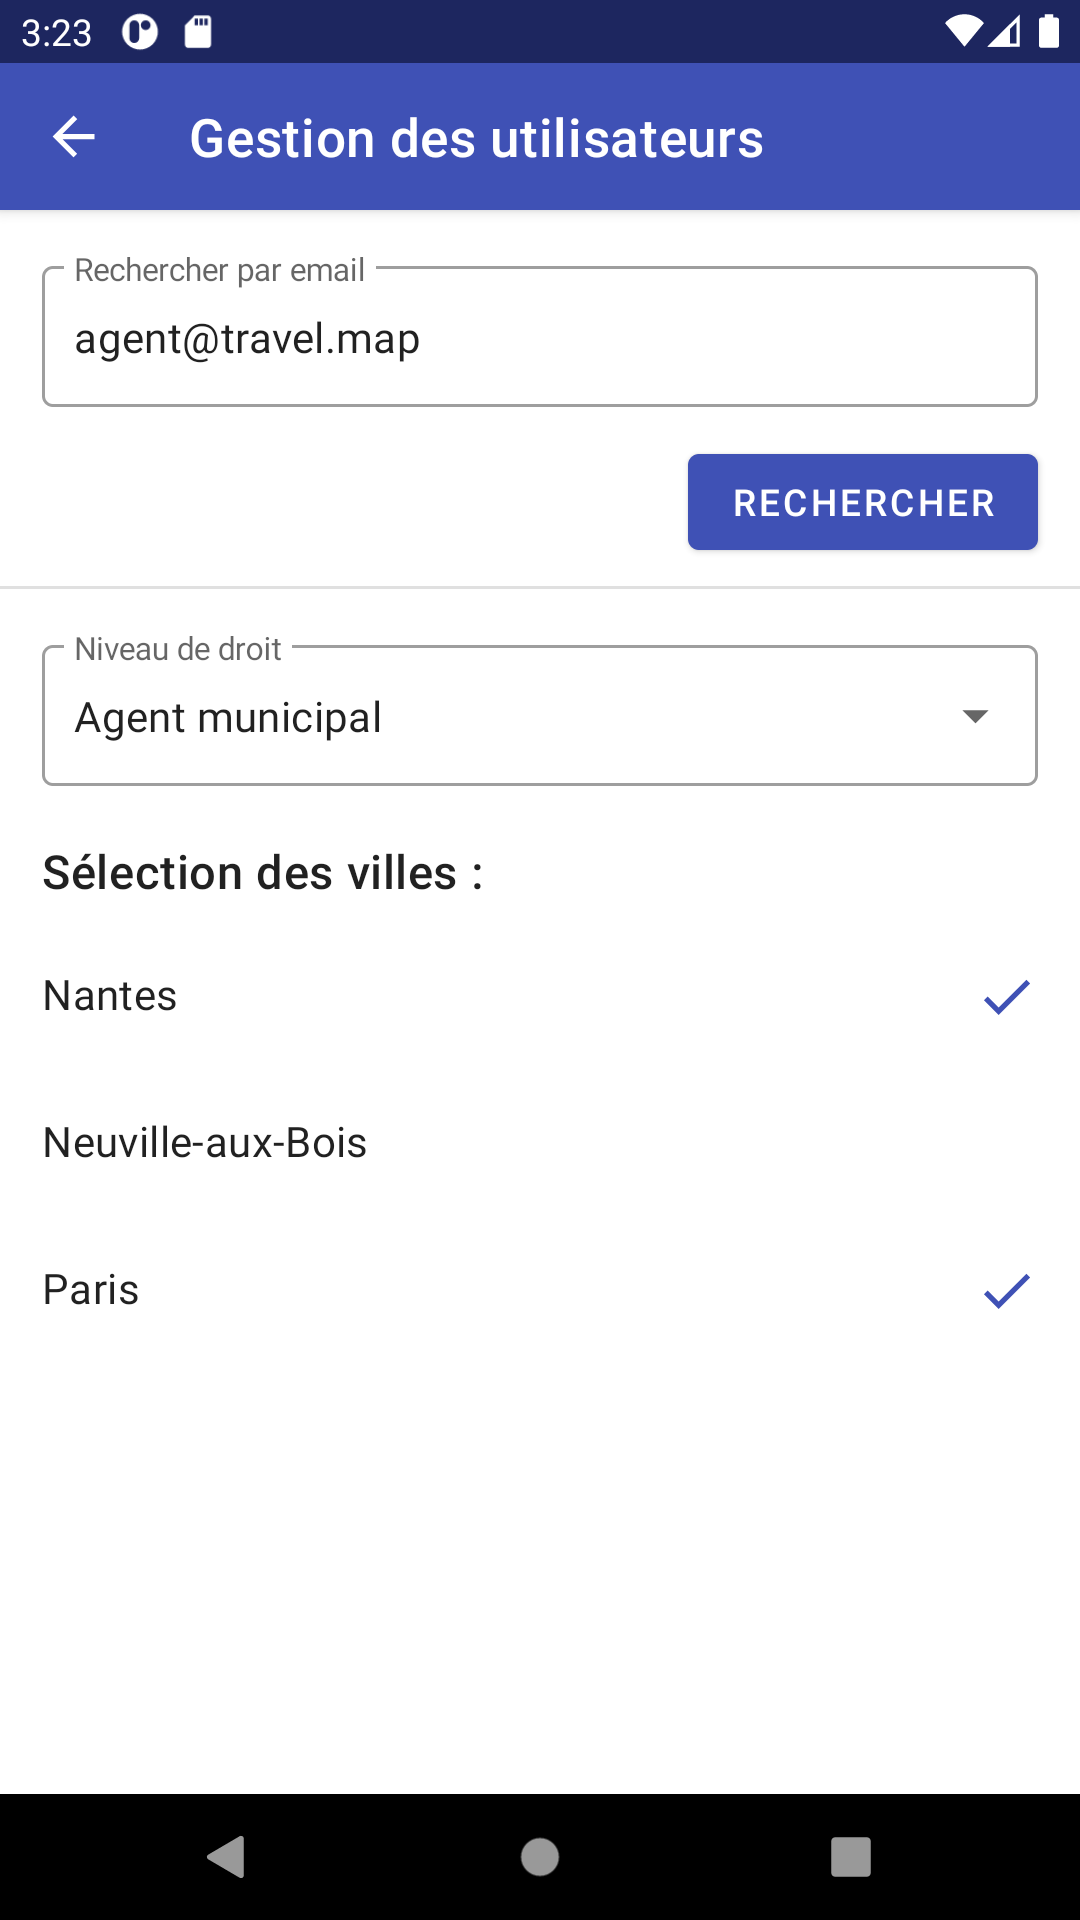 3:23
Gestion des utilisateurs
Rechercher par email
agent@travel.map
RECHERCHER
Niveau de droit
Agent municipal
Sélection des villes :
Nantes
Neuville-aux-Bois
Paris